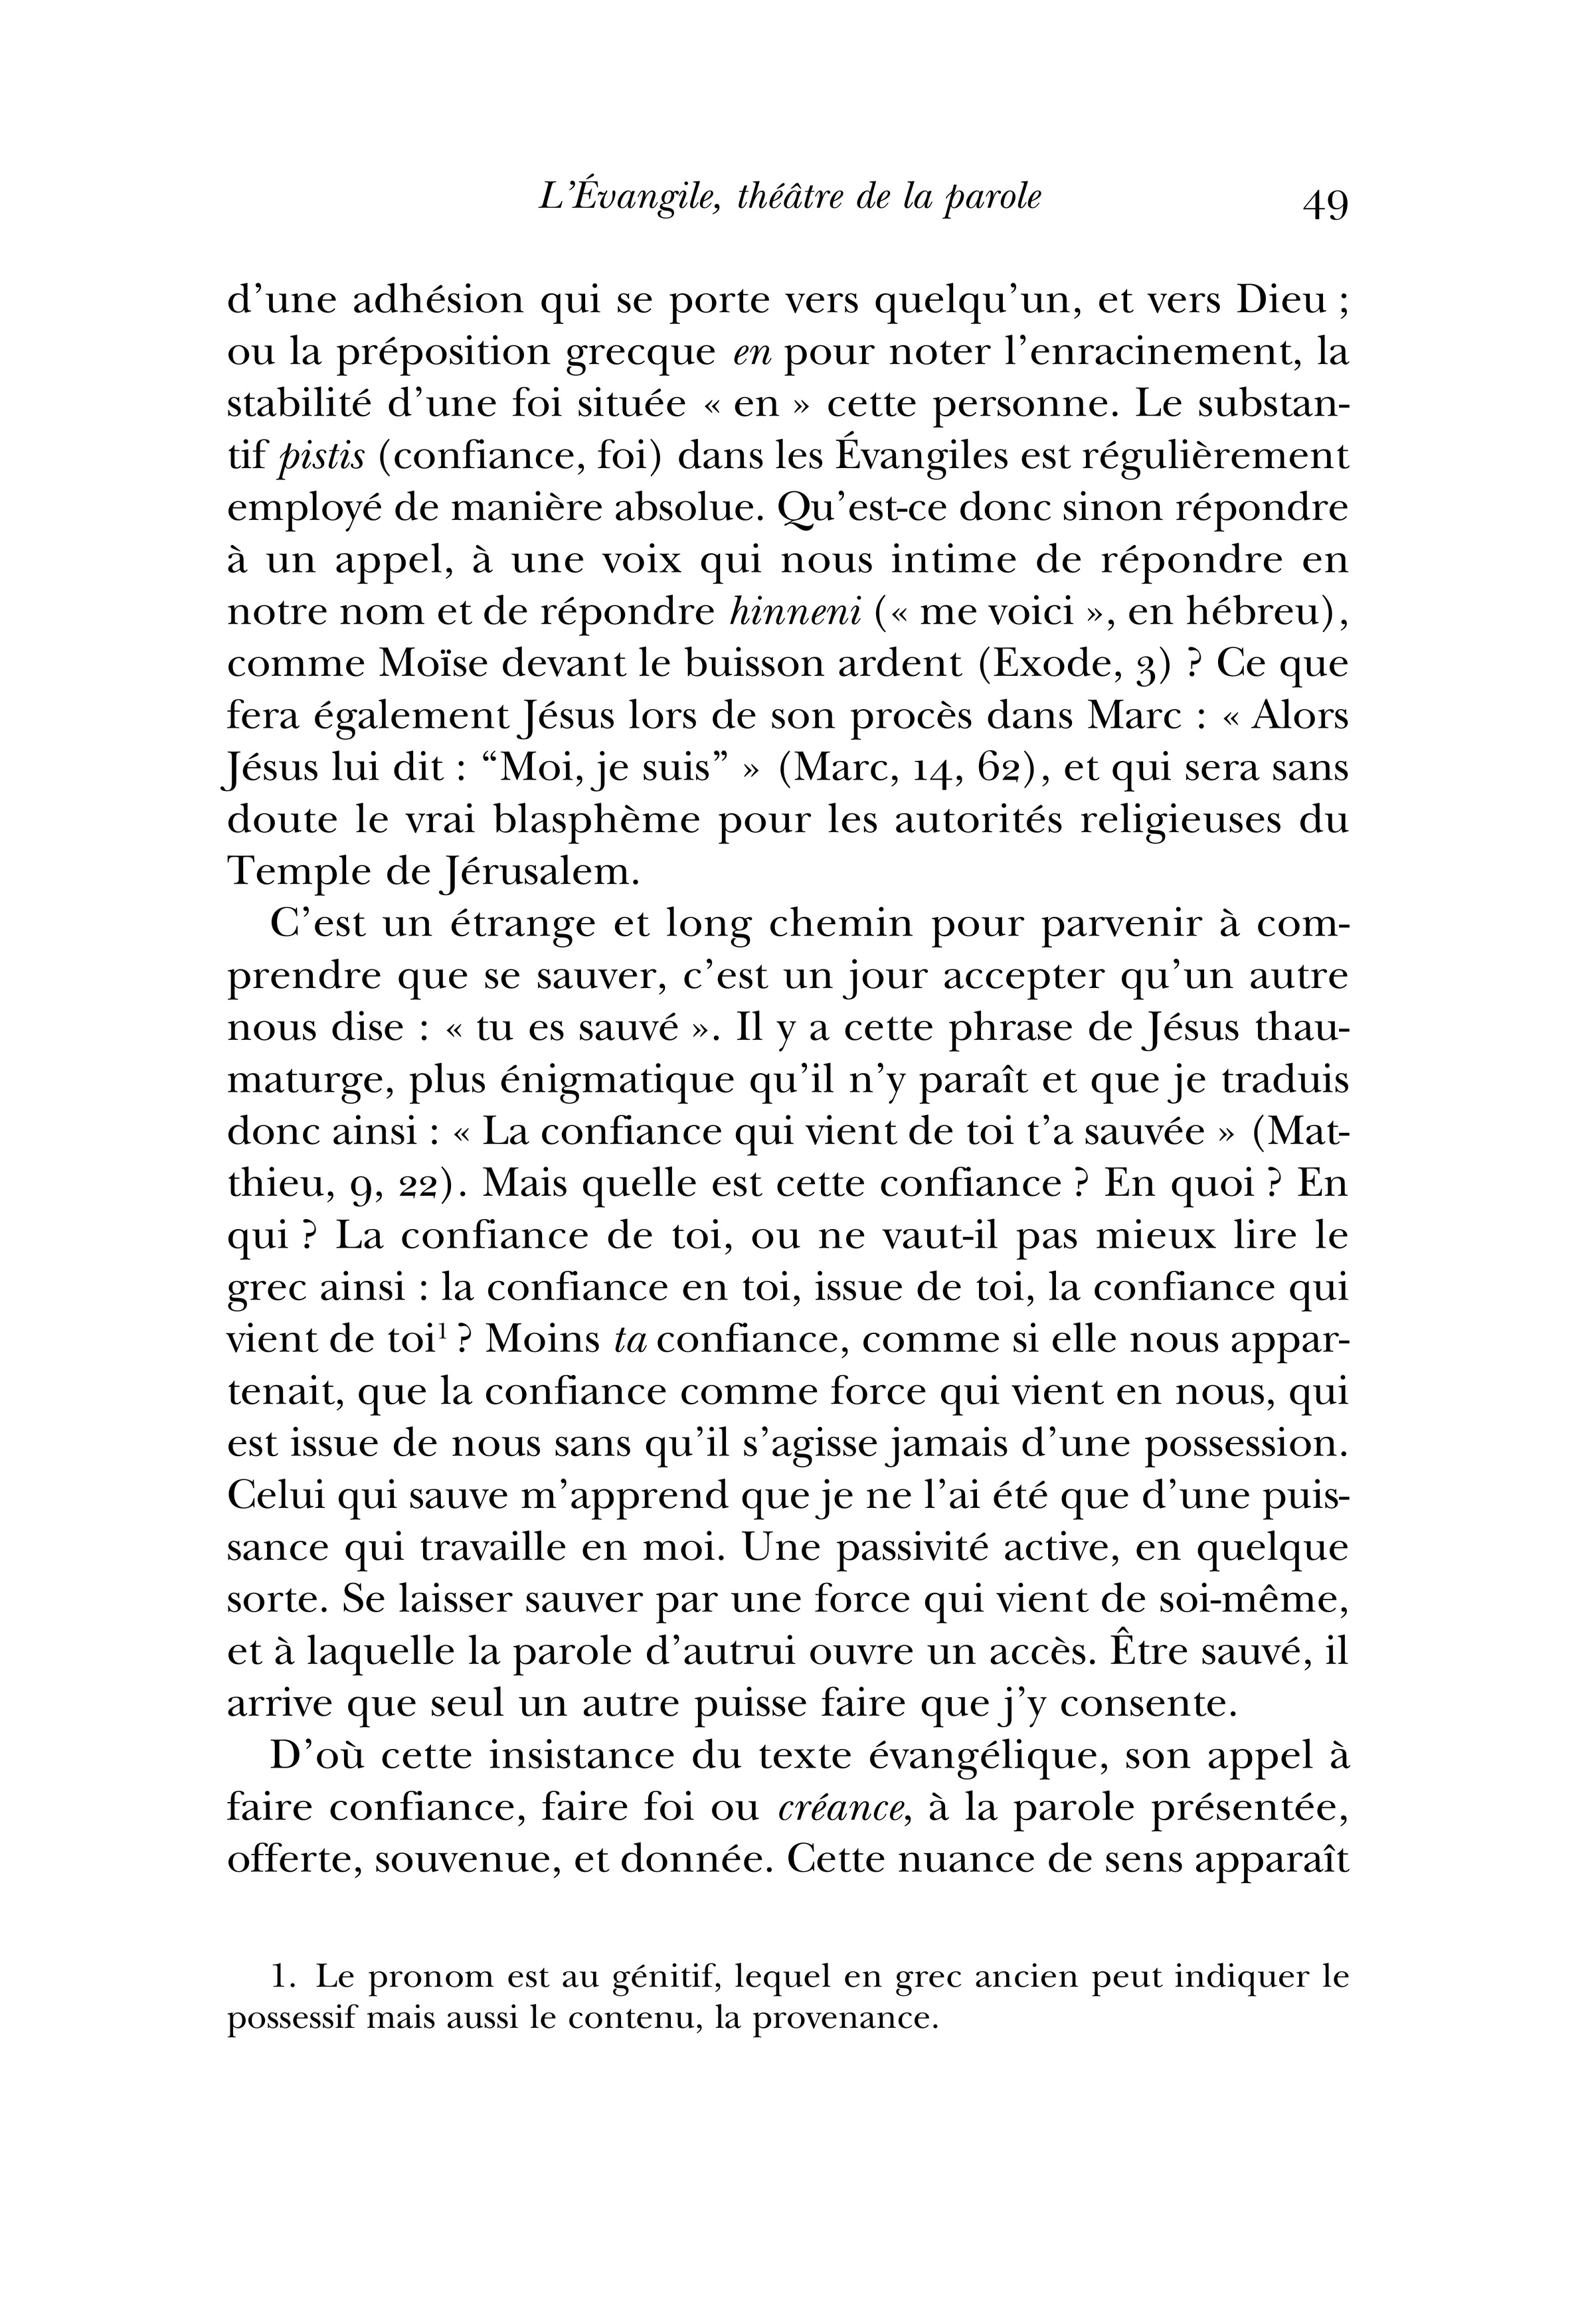 L’Évangile, théâtre de la parole 49
d’une adhésion qui se porte vers quelqu’un, et vers Dieu ;
ou la préposition grecque en pour noter l’enracinement, la
stabilité d’une foi située « en » cette personne. Le substan-
tif pistis (confiance, foi) dans les Évangiles est régulièrement
employé de manière absolue. Qu’est-ce donc sinon répondre
à un appel, à une voix qui nous intime de répondre en
notre nom et de répondre hinneni (« me voici », en hébreu),
comme Moïse devant le buisson ardent (Exode, 3) ? Ce que
fera également Jésus lors de son procès dans Marc : « Alors
Jésus lui dit : “Moi, je suis” » (Marc, 14, 62), et qui sera sans
doute le vrai blasphème pour les autorités religieuses du
Temple de Jérusalem.
C’est un étrange et long chemin pour parvenir à com-
prendre que se sauver, c’est un jour accepter qu’un autre
nous dise : « tu es sauvé ». Il y a cette phrase de Jésus thau-
maturge, plus énigmatique qu’il n’y paraît et que je traduis
donc ainsi : « La confiance qui vient de toi t’a sauvée » (Mat-
thieu, 9, 22). Mais quelle est cette confiance ? En quoi ? En
qui ? La confiance de toi, ou ne vaut-il pas mieux lire le
grec ainsi : la confiance en toi, issue de toi, la confiance qui
vient de toi¹ ? Moins ta confiance, comme si elle nous appar-
tenait, que la confiance comme force qui vient en nous, qui
est issue de nous sans qu’il s’agisse jamais d’une possession.
Celui qui sauve m’apprend que je ne l’ai été que d’une puis-
sance qui travaille en moi. Une passivité active, en quelque
sorte. Se laisser sauver par une force qui vient de soi-même,
et à laquelle la parole d’autrui ouvre un accès. Être sauvé, il
arrive que seul un autre puisse faire que j’y consente.
D’où cette insistance du texte évangélique, son appel à
faire confiance, faire foi ou créance, à la parole présentée,
offerte, souvenue, et donnée. Cette nuance de sens apparaît
1. Le pronom est au génitif, lequel en grec ancien peut indiquer le
possessif mais aussi le contenu, la provenance.